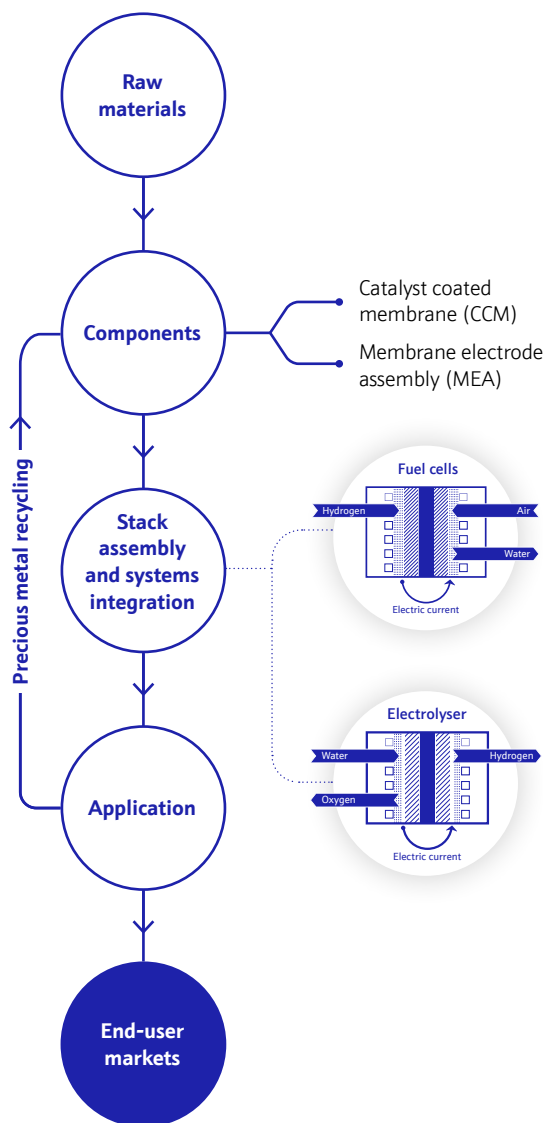 Raw
materials
Components
Catalyst coated
membrane (CCM)
Membrane electrode
assembly (MEA)
Precious metal recycling
Stack
assembly
and systems
integration
Fuel cells
Hydrogen
Air
Water
Electric current
Electrolyser
Water
Hydrogen
Oxygen
Electric current
Application
End-user
markets